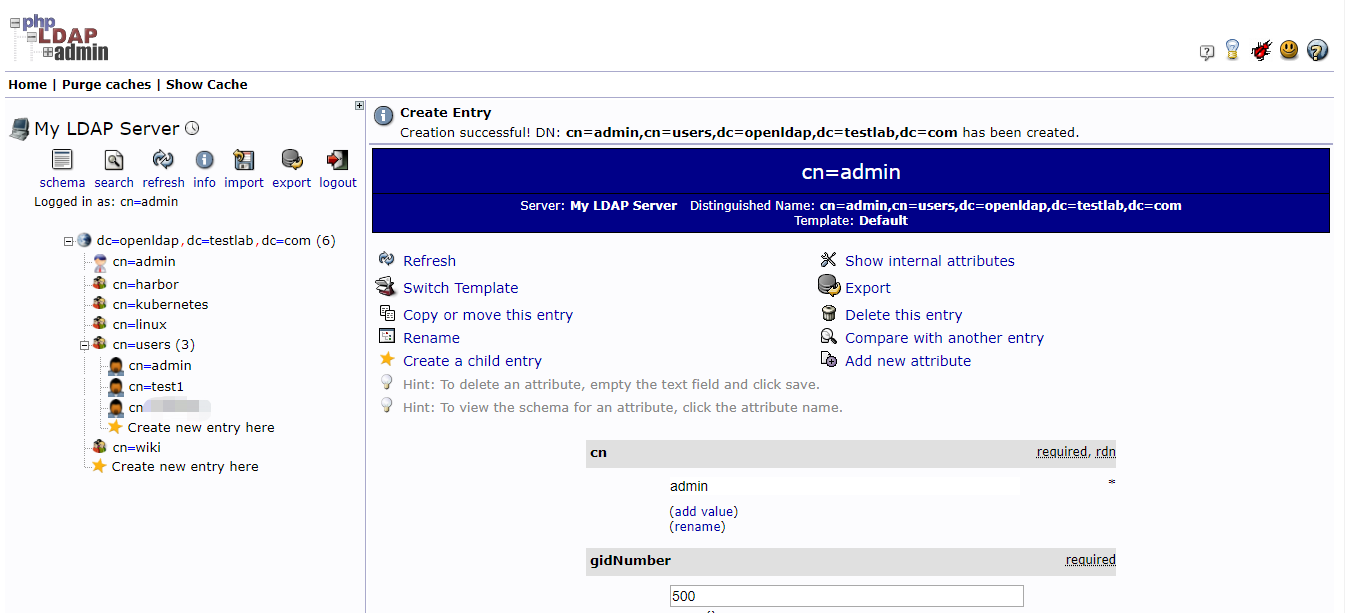 php
LDAP
admin
Home | Purge caches | Show Cache
My LDAP Server
schema search refresh info import export logout
Logged in as: cn=admin
dc=openldap,dc=testlab,dc=com (6)
cn=admin
cn=harbor
cn=kubernetes
cn=linux
cn=users (3)
cn=admin
cn=test1
cn
Create new entry here
cn=wiki
Create new entry here
Create Entry
Creation successful! DN: cn=admin,cn=users,dc=openldap,dc=testlab,dc=com has been created.
cn=admin
Server: My LDAP Server Distinguished Name: cn=admin,cn=users,dc=openldap,dc=testlab,dc=com
Template: Default
Refresh
Switch Template
Copy or move this entry
Rename
Create a child entry
Show internal attributes
Export
Delete this entry
Compare with another entry
Add new attribute
Hint: To delete an attribute, empty the text field and click save.
Hint: To view the schema for an attribute, click the attribute name.
cn required, rdn
admin *
(add value)
(rename)
gidNumber required
500